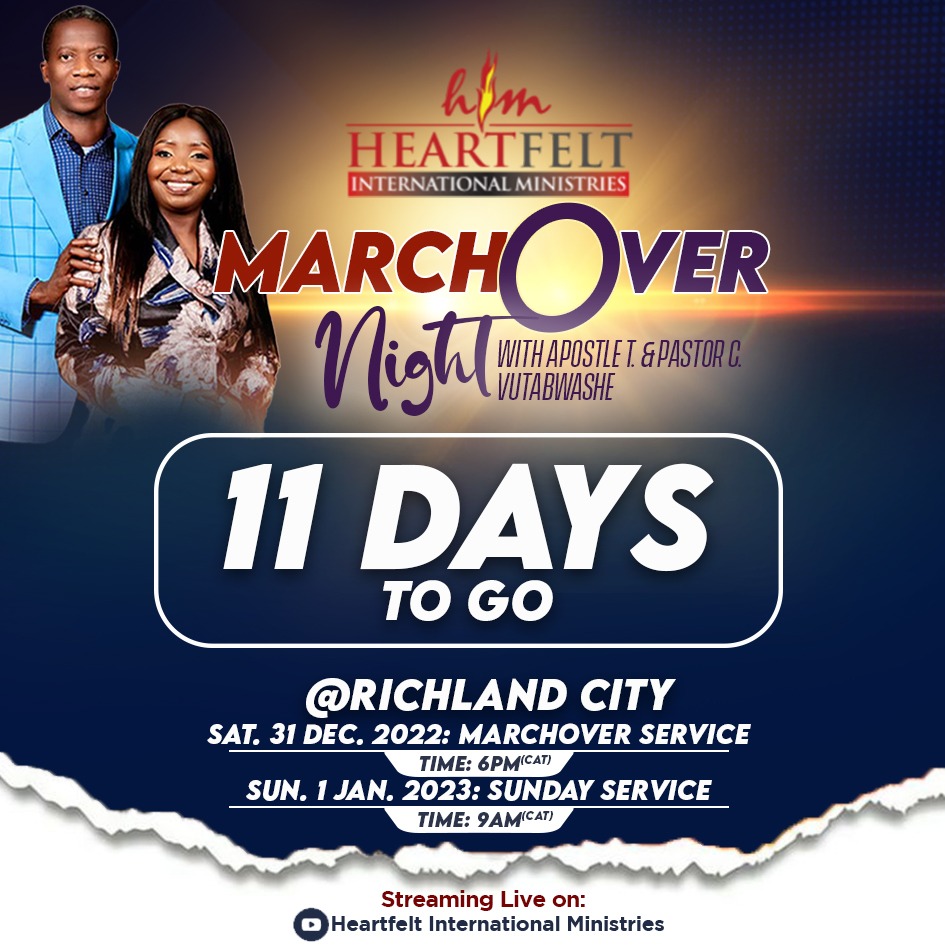 him
HEARTFELT
INTERNATIONAL MINISTRIES
MARCHOVER
Night
WITH APOSTLE T. & PASTOR C.
VUTABWASHE
11 DAYS
TO GO
@RICHLAND CITY
SAT. 31 DEC. 2022: MARCHOVER SERVICE
TIME: 6PM(CAT)
SUN. 1 JAN. 2023: SUNDAY SERVICE
TIME: 9AM(CAT)
Streaming Live on:
Heartfelt International Ministries